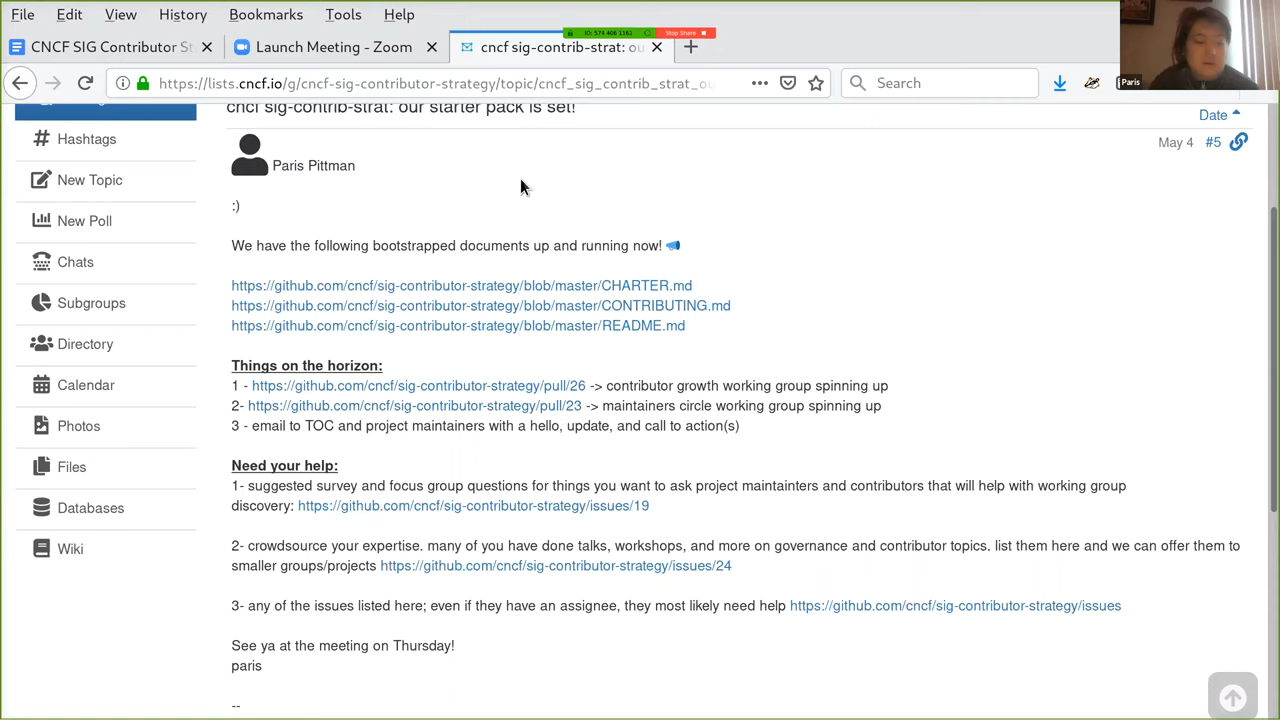 File Edit View History Bookmarks Tools Help
CNCF SIG Contributor St
Launch Meeting - Zoom
cncf sig-contrib-strat: ou
ID: 574 406 1161
Stop Share
https://lists.cncf.io/g/cncf-sig-contributor-strategy/topic/cncf_sig_contrib_strat_ou
Search
Paris
cncf sig-contrib-strat: our starter pack is set!
Date
Hashtags
New Topic
New Poll
Chats
Subgroups
Directory
Calendar
Photos
Files
Databases
Wiki
Paris Pittman
May 4 #5
:)
We have the following bootstrapped documents up and running now!
https://github.com/cncf/sig-contributor-strategy/blob/master/CHARTER.md
https://github.com/cncf/sig-contributor-strategy/blob/master/CONTRIBUTING.md
https://github.com/cncf/sig-contributor-strategy/blob/master/README.md
Things on the horizon:
1 - https://github.com/cncf/sig-contributor-strategy/pull/26 -> contributor growth working group spinning up
2- https://github.com/cncf/sig-contributor-strategy/pull/23 -> maintainers circle working group spinning up
3 - email to TOC and project maintainers with a hello, update, and call to action(s)
Need your help:
1- suggested survey and focus group questions for things you want to ask project maintainters and contributors that will help with working group
discovery: https://github.com/cncf/sig-contributor-strategy/issues/19
2- crowdsource your expertise. many of you have done talks, workshops, and more on governance and contributor topics. list them here and we can offer them to
smaller groups/projects https://github.com/cncf/sig-contributor-strategy/issues/24
3- any of the issues listed here; even if they have an assignee, they most likely need help https://github.com/cncf/sig-contributor-strategy/issues
See ya at the meeting on Thursday!
paris
--